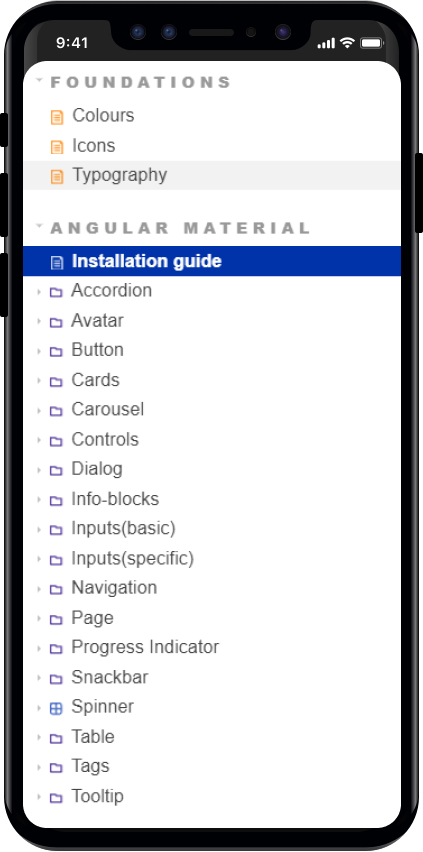 9:41
FOUNDATIONS
Colours
Icons
Typography
ANGULAR MATERIAL
Installation guide
Accordion
Avatar
Button
Cards
Carousel
Controls
Dialog
Info-blocks
Inputs(basic)
Inputs(specific)
Navigation
Page
Progress Indicator
Snackbar
Spinner
Table
Tags
Tooltip